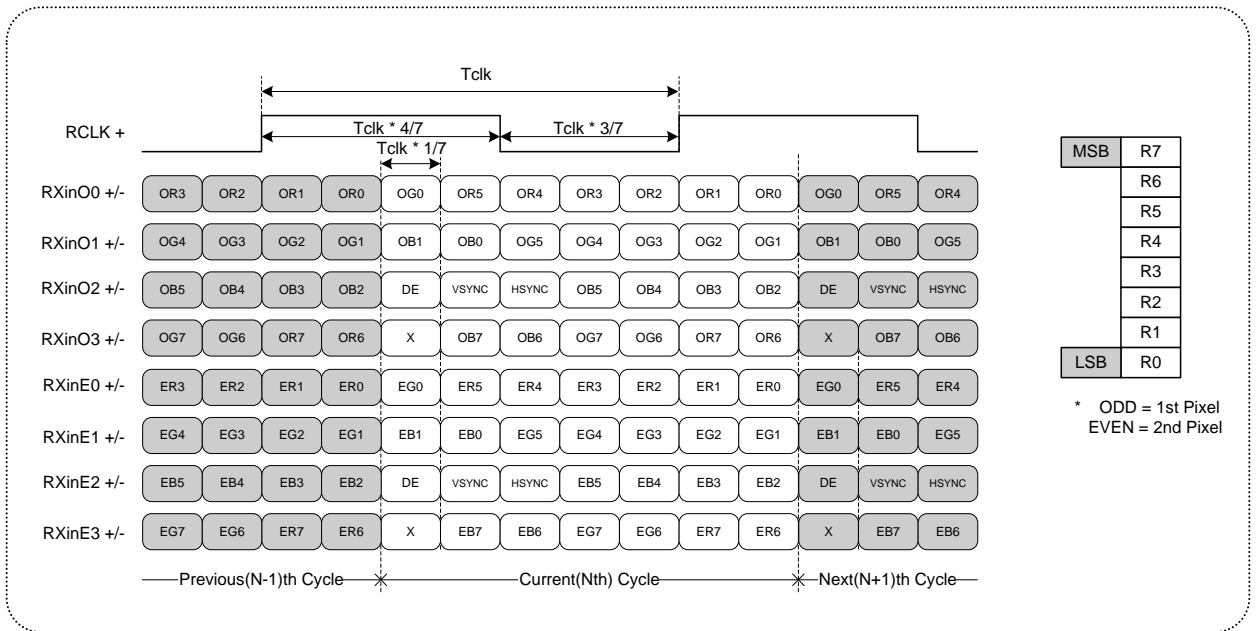 Tclk
RCLK +
Tclk * 4/7
Tclk * 3/7
Tclk * 1/7
RXinO0 +/- OR3 OR2 OR1 OR0 OG0 OR5 OR4 OR3 OR2 OR1 OR0 OG0 OR5 OR4
RXinO1 +/- OG4 OG3 OG2 OG1 OB1 OB0 OG5 OG4 OG3 OG2 OG1 OB1 OB0 OG5
RXinO2 +/- OB5 OB4 OB3 OB2 DE VSYNC HSYNC OB5 OB4 OB3 OB2 DE VSYNC HSYNC
RXinO3 +/- OG7 OG6 OR7 OR6 X OB7 OB6 OG7 OG6 OR7 OR6 X OB7 OB6
RXinE0 +/- ER3 ER2 ER1 ER0 EG0 ER5 ER4 ER3 ER2 ER1 ER0 EG0 ER5 ER4
RXinE1 +/- EG4 EG3 EG2 EG1 EB1 EB0 EG5 EG4 EG3 EG2 EG1 EB1 EB0 EG5
RXinE2 +/- EB5 EB4 EB3 EB2 DE VSYNC HSYNC EB5 EB4 EB3 EB2 DE VSYNC HSYNC
RXinE3 +/- EG7 EG6 ER7 ER6 X EB7 EB6 EG7 EG6 ER7 ER6 X EB7 EB6
Previous(N-1)th Cycle Current(Nth) Cycle Next(N+1)th Cycle
MSB R7
R6
R5
R4
R3
R2
R1
LSB R0
* ODD = 1st Pixel
EVEN = 2nd Pixel